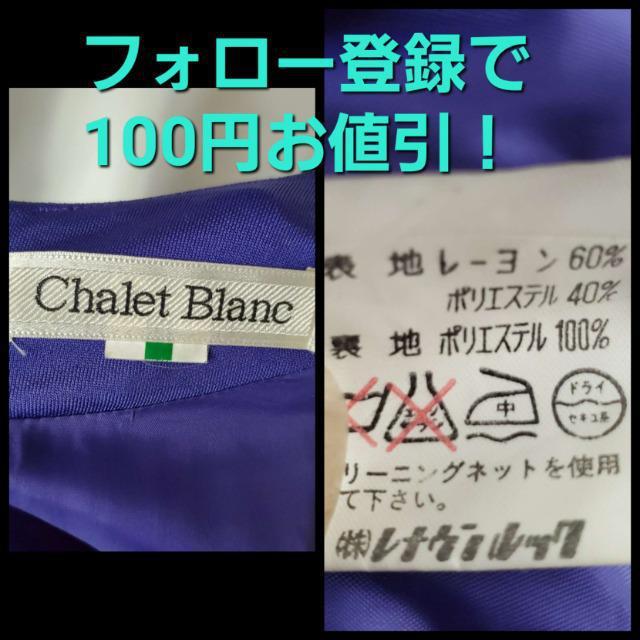 フォロー登録で
100円お値引！
Chalet Blanc
表 地 レーヨン 60%
ポリエステル 40%
裏 地 ポリエステル 100%
中
ドライ
セキユ系
リーニングネットを使用
て下さい。
㈱レナウンルック